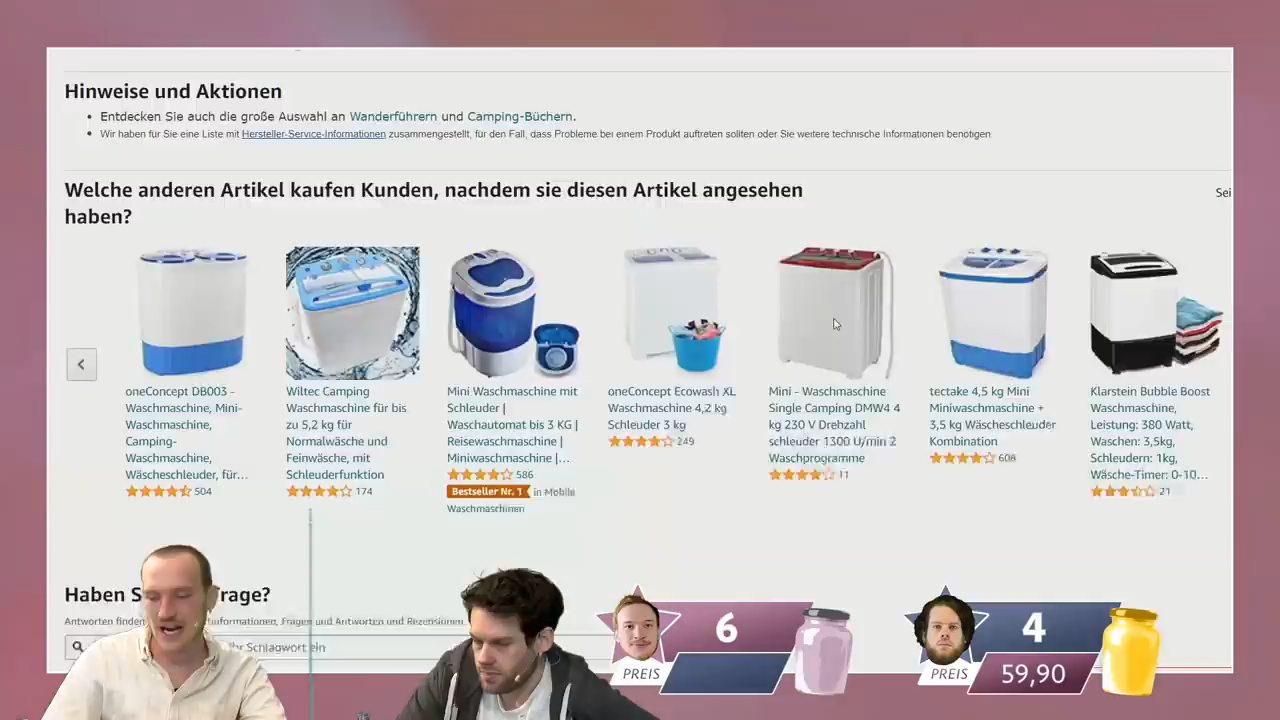 Hinweise und Aktionen
• Entdecken Sie auch die große Auswahl an Wanderführern und Camping-Büchern.
• Wir haben für Sie eine Liste mit Hersteller-Service-Informationen zusammengestellt, für den Fall, dass Probleme bei einem Produkt auftreten sollten oder Sie weitere technische Informationen benötigen
Welche anderen Artikel kaufen Kunden, nachdem sie diesen Artikel angesehen
haben?
Sei
oneConcept DB003 -
Waschmaschine, Mini-
Waschmaschine,
Camping-
Waschmaschine,
Wäscheschleuder, für…
504
Wiltec Camping
Waschmaschine für bis
zu 5,2 kg für
Normalwäsche und
Feinwäsche, mit
Schleuderfunktion
174
Mini Waschmaschine mit
Schleuder |
Waschautomat bis 3 KG |
Reisewaschmaschine |
Miniwaschmaschine |…
586
Bestseller Nr. 1 in Mobile
Waschmaschinen
oneConcept Ecowash XL
Waschmaschine 4,2 kg
Schleuder 3 kg
249
Mini - Waschmaschine
Single Camping DMW4 4
kg 230 V Drehzahl
schleuder 1300 U/min 2
Waschprogramme
11
tectake 4,5 kg Mini
Miniwaschmaschine +
3,5 kg Wäscheschleuder
Kombination
608
Klarstein Bubble Boost
Waschmaschine,
Leistung: 380 Watt,
Waschen: 3,5kg,
Schleudern: 1kg,
Wäsche-Timer: 0-10…
21
Haben S rage?
Antworten finden formationen, Fragen und Antworten und Rezensionen
Schlagwort ein
6
PREIS
4
PREIS
59,90